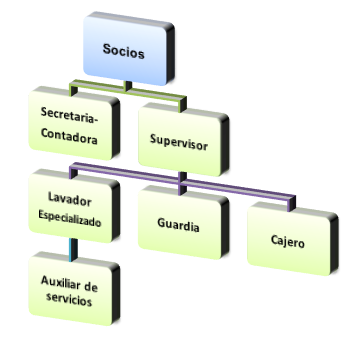 Socios
Secretaria-
Contadora
Supervisor
Lavador
Especializado
Guardia
Cajero
Auxiliar de
servicios